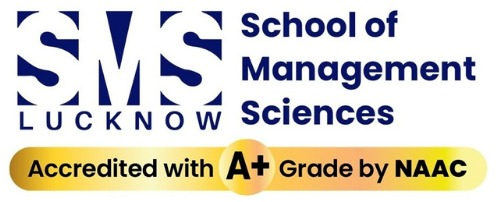 SMS
LUCKNOW
School of
Management
Sciences
Accredited with A+ Grade by NAAC